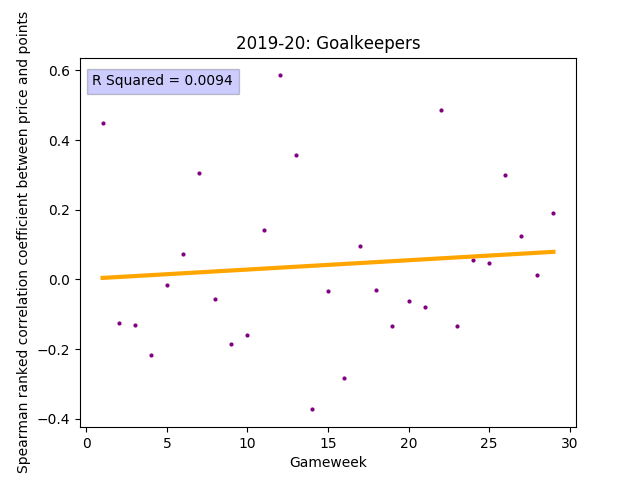 2019-20: Goalkeepers
Spearman ranked correlation coefficient between price and points
R Squared = 0.0094
0.6
0.4
0.2
0.0
−0.2
−0.4
0 5 10 15 20 25 30
Gameweek